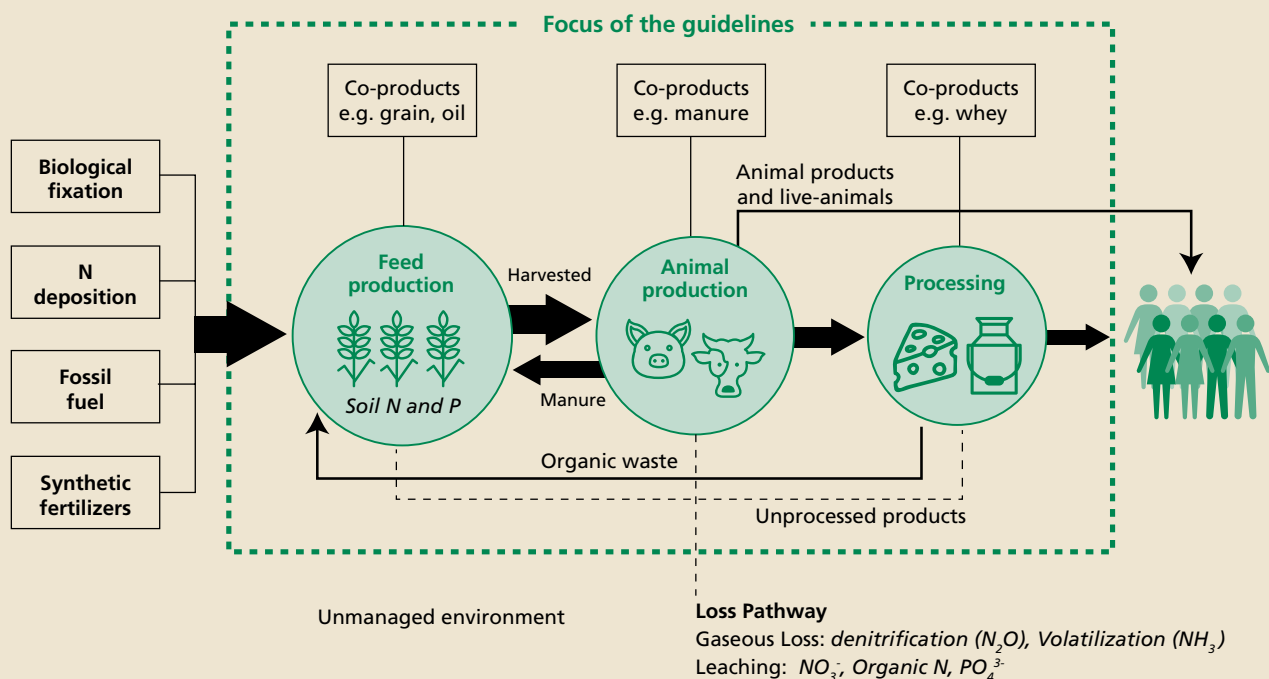 Focus of the guidelines
Co-products
e.g. grain, oil
Co-products
e.g. manure
Co-products
e.g. whey
Biological
fixation
N
deposition
Fossil
fuel
Synthetic
fertilizers
Animal products
and live-animals
Feed
production
Soil N and P
Harvested
Manure
Animal
production
Processing
Organic waste
Unprocessed products
Unmanaged environment
Loss Pathway
Gaseous Loss: denitrification (N₂O), Volatilization (NH₃)
Leaching: NO₃⁻, Organic N, PO₄³⁻